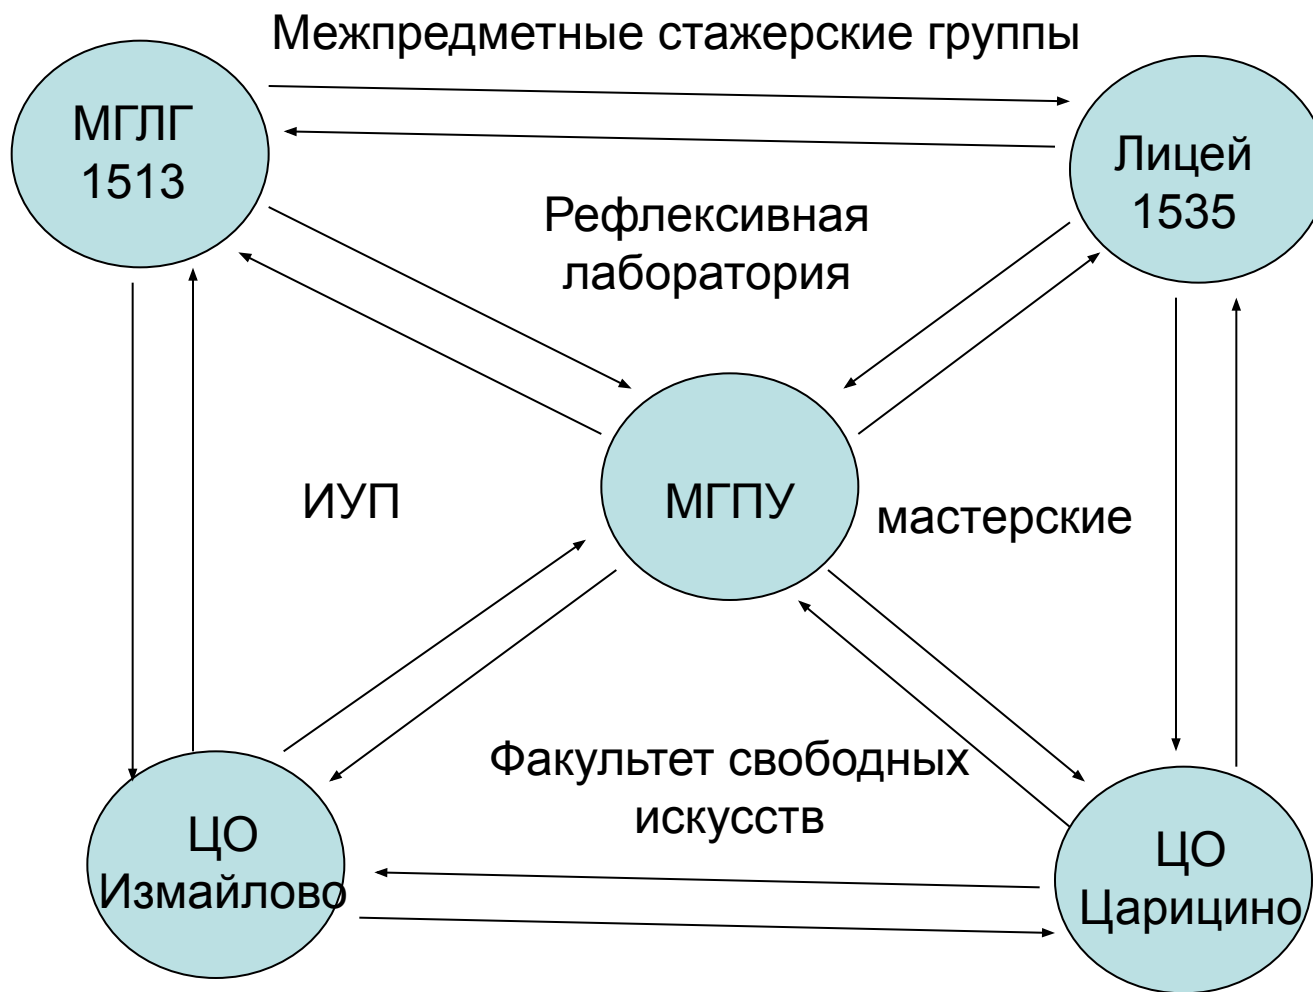 Межпредметные стажерские группы
МГЛГ
1513
Лицей
1535
Рефлексивная
лаборатория
ИУП
МГПУ
мастерские
Факультет свободных
искусств
ЦО
Измайлово
ЦО
Царицино